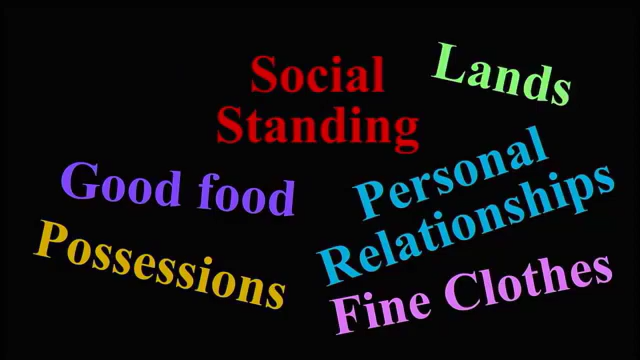 Social
Standing
Lands
Good food
Personal
Relationships
Possessions
Fine Clothes